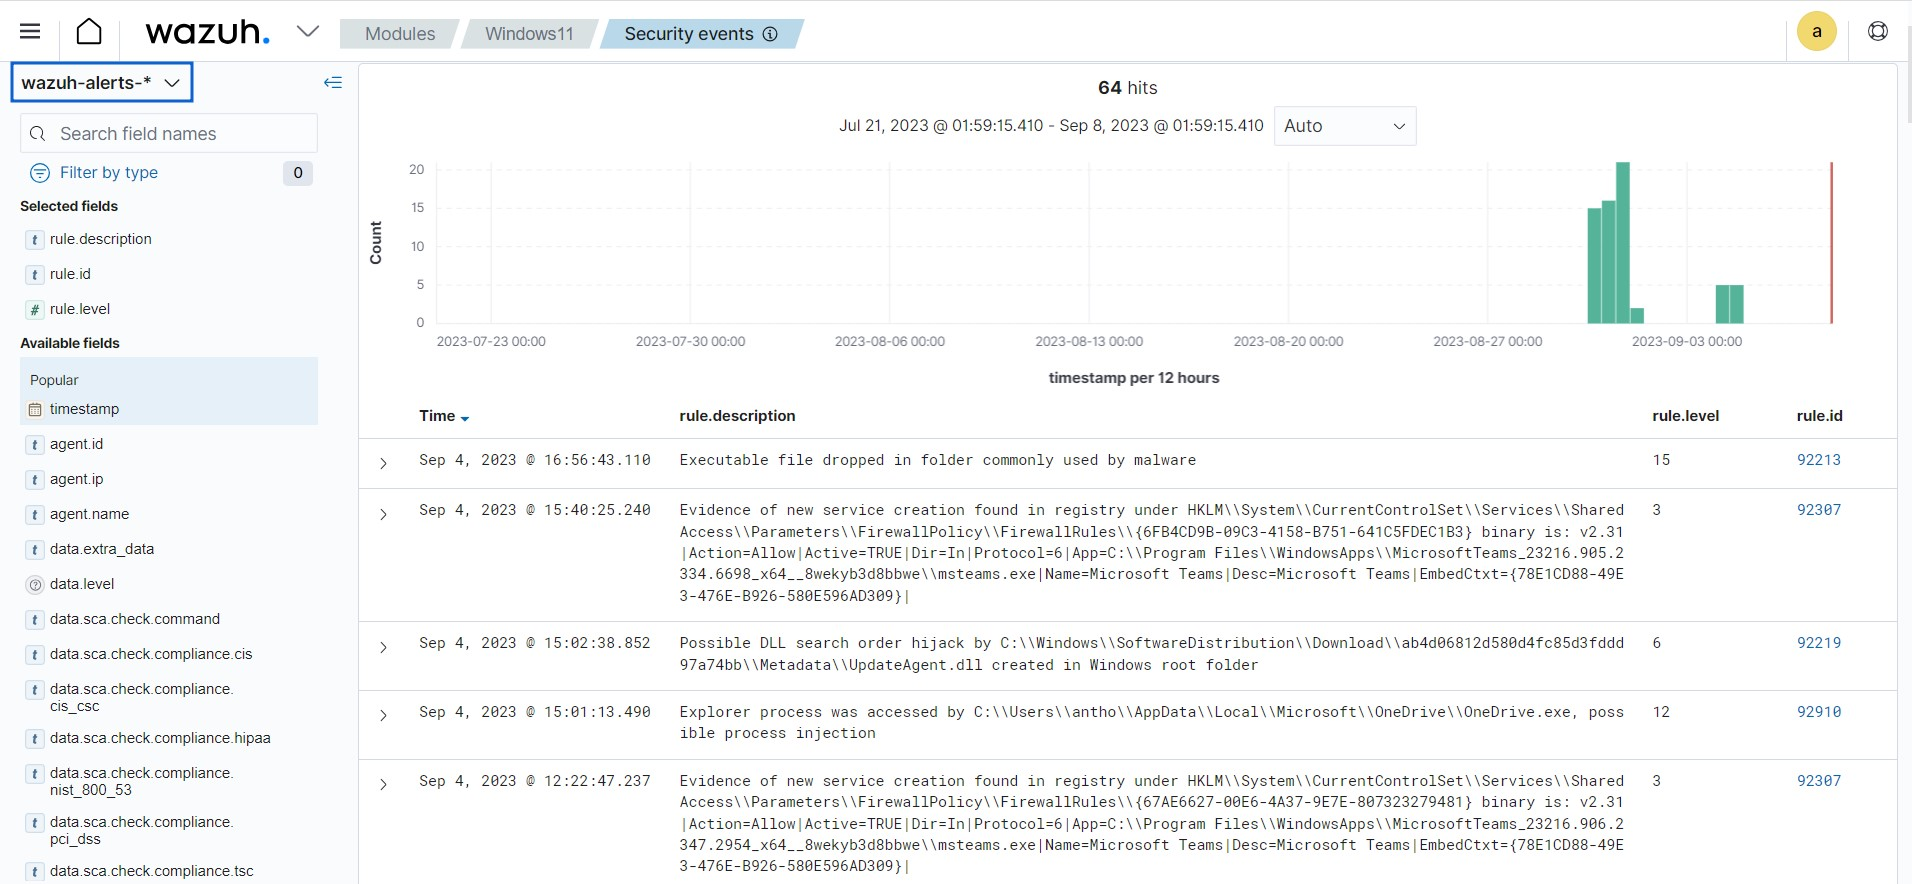 wazuh.
Modules
Windows11
Security events
a
wazuh-alerts-*
Search field names
Filter by type
0
Selected fields
t rule.description
t rule.id
# rule.level
Available fields
Popular
timestamp
t agent.id
t agent.ip
t agent.name
t data.extra_data
data.level
t data.sca.check.command
t data.sca.check.compliance.cis
t data.sca.check.compliance.
cis_csc
t data.sca.check.compliance.hipaa
t data.sca.check.compliance.
nist_800_53
t data.sca.check.compliance.
pci_dss
t data.sca.check.compliance.tsc
64 hits
Jul 21, 2023 @ 01:59:15.410 - Sep 8, 2023 @ 01:59:15.410
Auto
Count
20
15
10
5
0
2023-07-23 00:00
2023-07-30 00:00
2023-08-06 00:00
2023-08-13 00:00
2023-08-20 00:00
2023-08-27 00:00
2023-09-03 00:00
timestamp per 12 hours
Time rule.description rule.level rule.id
Sep 4, 2023 @ 16:56:43.110 Executable file dropped in folder commonly used by malware 15 92213
Sep 4, 2023 @ 15:40:25.240 Evidence of new service creation found in registry under HKLM\\System\\CurrentControlSet\\Services\\Shared 3 92307
Access\\Parameters\\FirewallPolicy\\FirewallRules\\{6FB4CD9B-09C3-4158-B751-641C5FDEC1B3} binary is: v2.31
|Action=Allow|Active=TRUE|Dir=In|Protocol=6|App=C:\\Program Files\\WindowsApps\\MicrosoftTeams_23216.905.2
334.6698_x64__8wekyb3d8bbwe\\msteams.exe|Name=Microsoft Teams|Desc=Microsoft Teams|EmbedCtxt={78E1CD88-49E
3-476E-B926-580E596AD309}|
Sep 4, 2023 @ 15:02:38.852 Possible DLL search order hijack by C:\\Windows\\SoftwareDistribution\\Download\\ab4d06812d580d4fc85d3fddd 6 92219
97a74bb\\Metadata\\UpdateAgent.dll created in Windows root folder
Sep 4, 2023 @ 15:01:13.490 Explorer process was accessed by C:\\Users\\antho\\AppData\\Local\\Microsoft\\OneDrive\\OneDrive.exe, poss 12 92910
ible process injection
Sep 4, 2023 @ 12:22:47.237 Evidence of new service creation found in registry under HKLM\\System\\CurrentControlSet\\Services\\Shared 3 92307
Access\\Parameters\\FirewallPolicy\\FirewallRules\\{67AE6627-00E6-4A37-9E7E-807323279481} binary is: v2.31
|Action=Allow|Active=TRUE|Dir=In|Protocol=6|App=C:\\Program Files\\WindowsApps\\MicrosoftTeams_23216.906.2
347.2954_x64__8wekyb3d8bbwe\\msteams.exe|Name=Microsoft Teams|Desc=Microsoft Teams|EmbedCtxt={78E1CD88-49E
3-476E-B926-580E596AD309}|